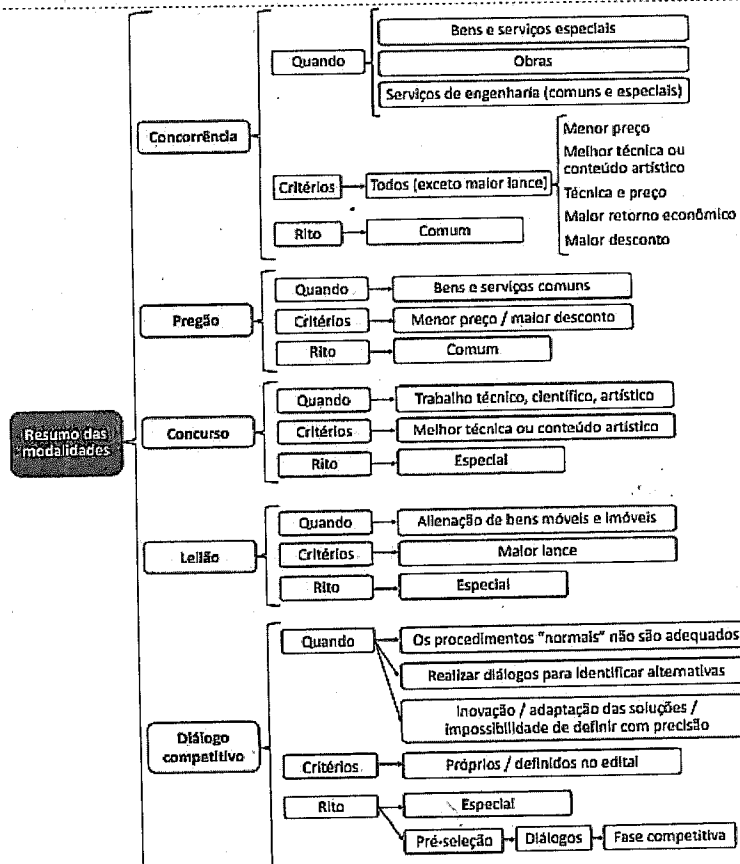 Resumo das
modalidades
Concorrência
Quando
Bens e serviços especiais
Obras
Serviços de engenharia (comuns e especiais)
Critérios
Todos (exceto maior lance)
Menor preço
Melhor técnica ou
conteúdo artístico
Técnica e preço
Maior retorno econômico
Maior desconto
Rito
Comum
Pregão
Quando
Bens e serviços comuns
Critérios
Menor preço / maior desconto
Rito
Comum
Concurso
Quando
Trabalho técnico, científico, artístico
Critérios
Melhor técnica ou conteúdo artístico
Rito
Especial
Leilão
Quando
Alienação de bens móveis e imóveis
Critérios
Maior lance
Rito
Especial
Diálogo
competitivo
Quando
Os procedimentos "normais" não são adequados
Realizar diálogos para identificar alternativas
Inovação / adaptação das soluções /
impossibilidade de definir com precisão
Critérios
Próprios / definidos no edital
Rito
Especial
Pré-seleção
Diálogos
Fase competitiva